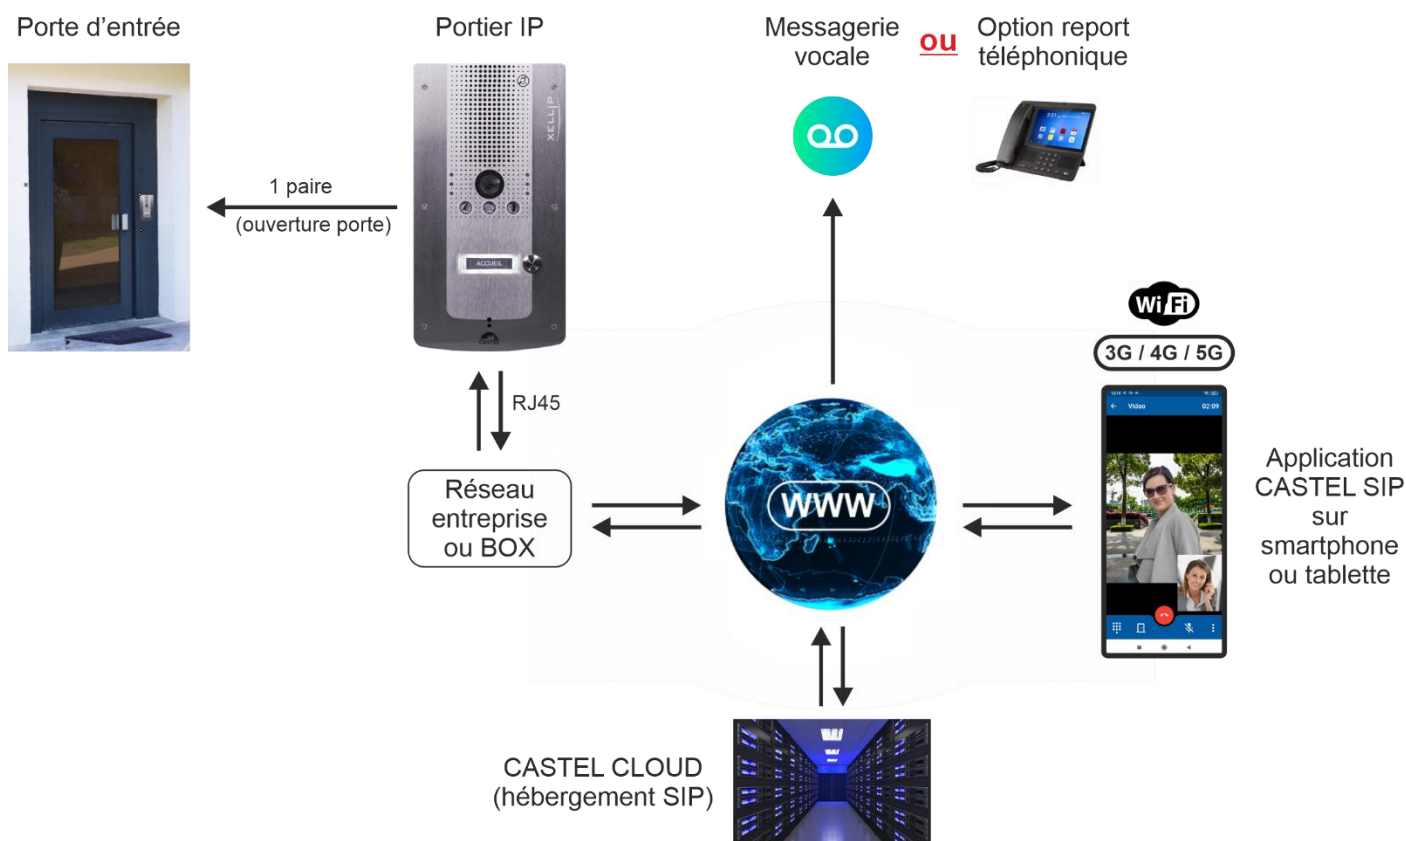 Porte d’entrée
Portier IP
Messagerie
vocale
ou
Option report
téléphonique
XELLIP
1 paire
(ouverture porte)
ACCUEIL
CASTEL
WiFi
3G / 4G / 5G
RJ45
Réseau
entreprise
ou BOX
WWW
Video
02:09
Application
CASTEL SIP
sur
smartphone
ou tablette
CASTEL CLOUD
(hébergement SIP)